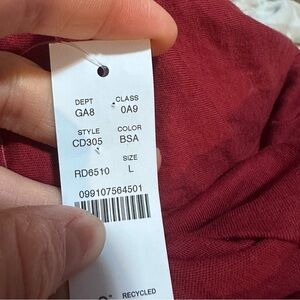 DEPT CLASS
GA8 0A9
STYLE COLOR
CD305 BSA
SIZE
RD6510 L
099107564501
RECYCLED